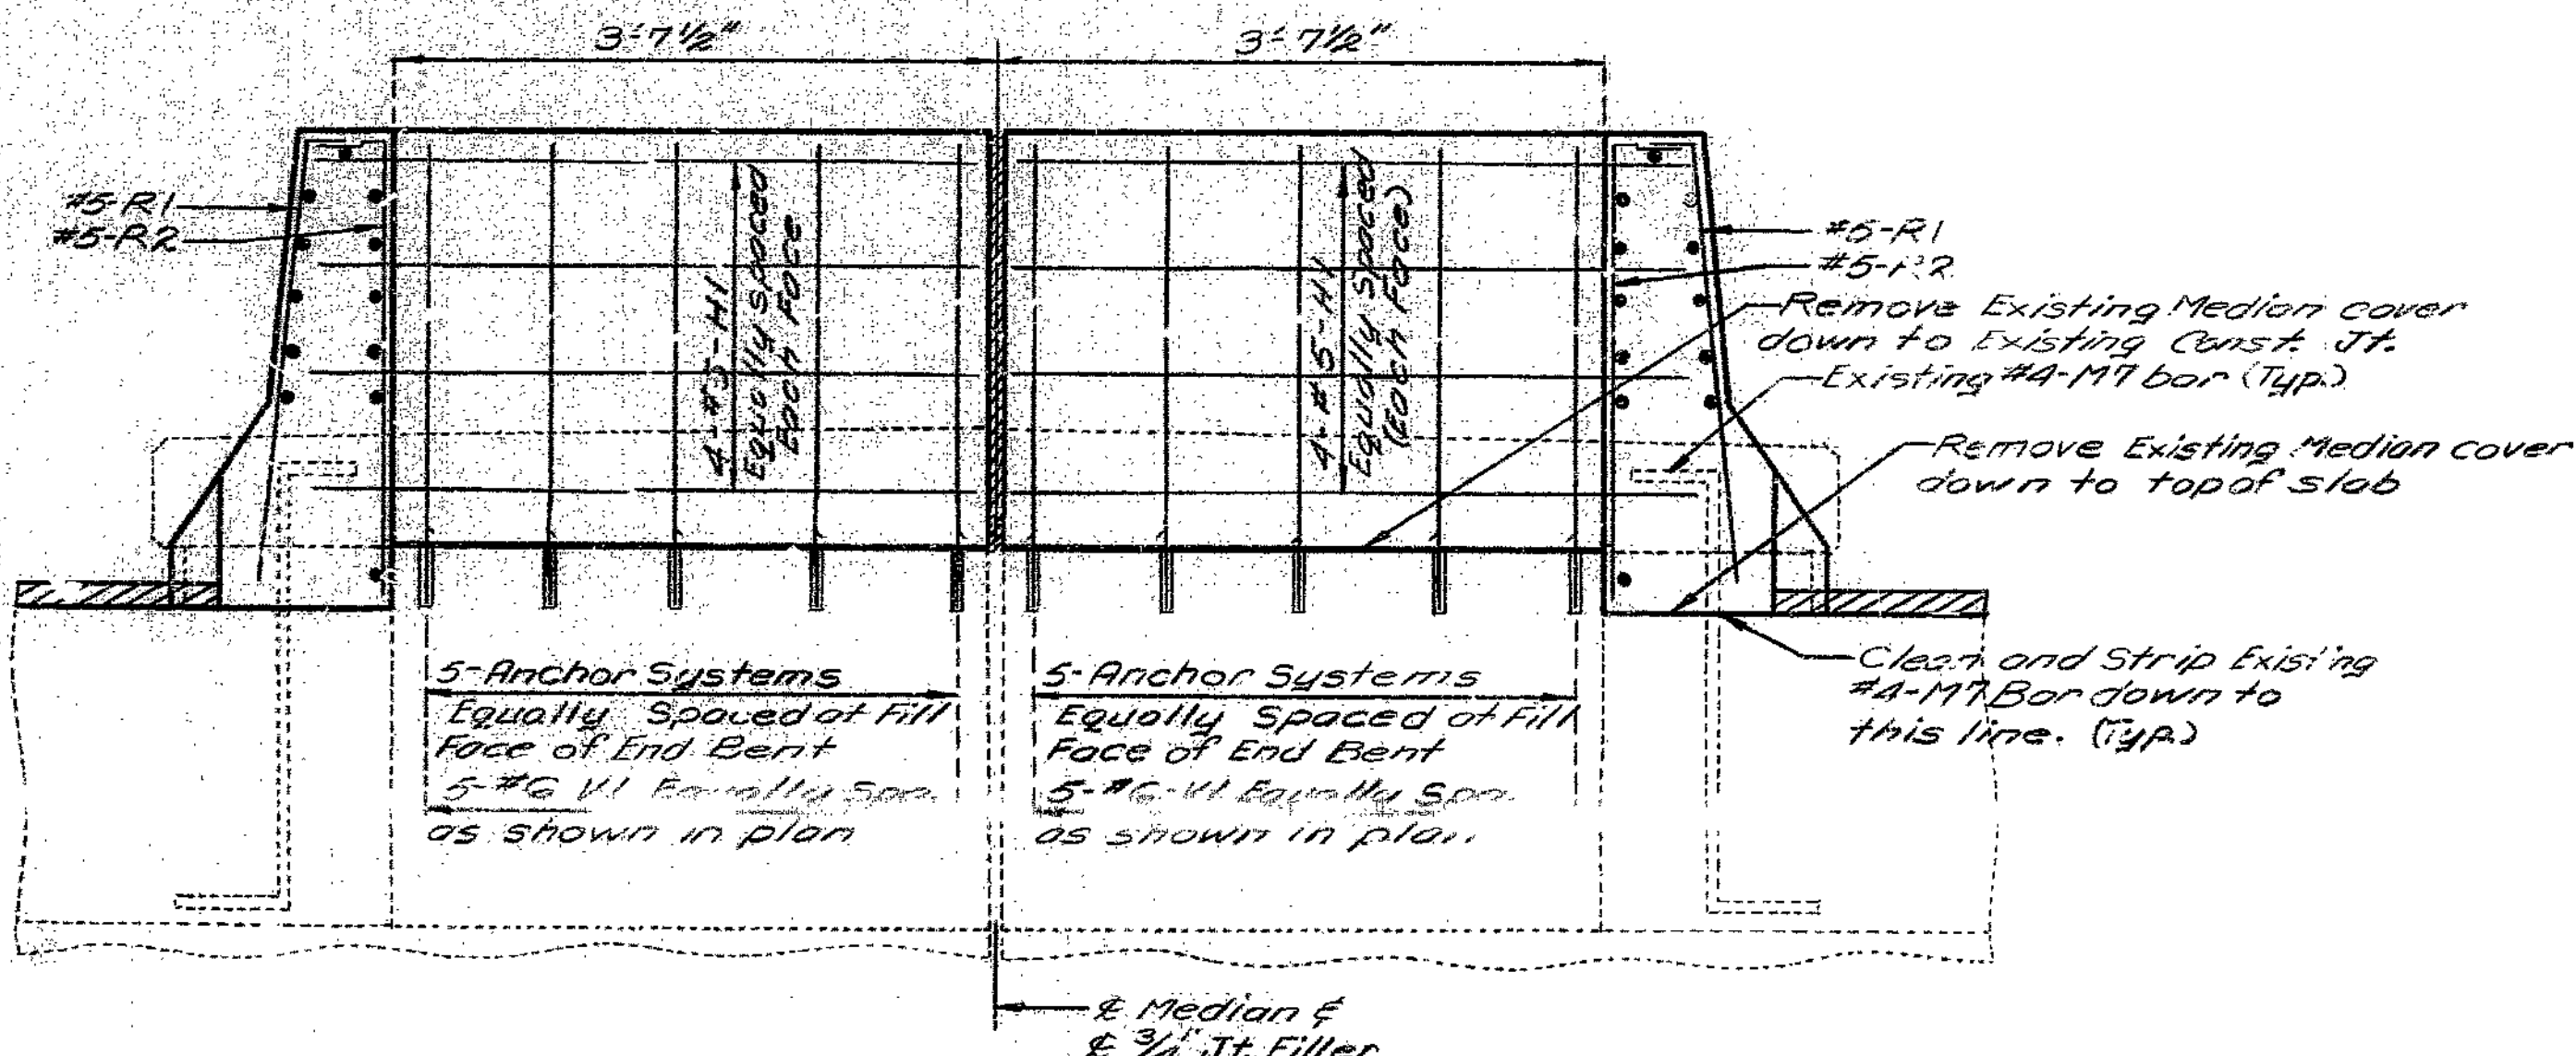 3'-7½"
3'-7½"
#5-R1
#5-R2
4-#5-H1
Equally Spaced
Each Face
4-#5-H1
Equally Spaced
(Each Face)
#5-R1
#5-R2
Remove Existing Median cover
down to Existing Const. Jt.
Existing #4-M7 bar (Typ.)
Remove Existing Median cover
down to top of slab
Clean and Strip Existing
#4-M7 Bar down to
this line. (Typ.)
5-Anchor Systems
Equally Spaced at Fill
Face of End Bent
5-#6 V1 Equally Spa.
as shown in plan
5-Anchor Systems
Equally Spaced at Fill
Face of End Bent
5-#6-V1 Equally Spa.
as shown in plan
℄ Median &
℄ ¾" Jt. Filler